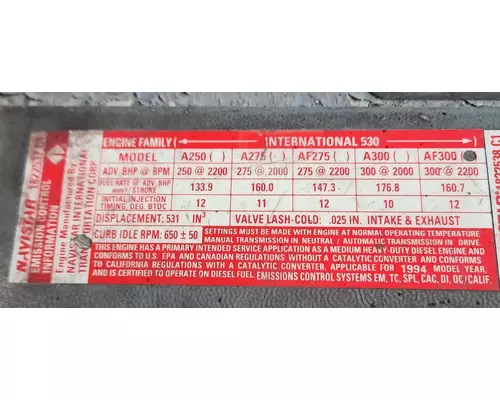 NAVISTAR
EMISSION CONTROL
INFORMATION
Engine Manufactured By
NAVISTAR INTERNATIONAL
TRANSPORTATION CORP.
ENGINE FAMILY ( INTERNATIONAL 530 )
MODEL A250 ( ) A275 ( ) AF275 ( ) A300 ( ) AF300 ( )
ADV. BHP @ RPM 250 @ 2200 275 @ 2000 275 @ 2200 300 @ 2200 300 @ 2200
FUEL RATE @ ADV. BHP
mm³/STROKE 133.9 160.0 147.3 176.8 160.7
INITIAL INJECTION
TIMING DEG. BTDC 12 11 12 10 12
DISPLACEMENT: 531 IN³ VALVE LASH-COLD: .025 IN. INTAKE & EXHAUST
CURB IDLE RPM: 650 ± 50
SETTINGS MUST BE MADE WITH ENGINE AT NORMAL OPERATING TEMPERATURE
MANUAL TRANSMISSION IN NEUTRAL / AUTOMATIC TRANSMISSION IN DRIVE.
THIS ENGINE HAS A PRIMARY INTENDED SERVICE APPLICATION AS A MEDIUM HEAVY-DUTY DIESEL ENGINE AND
CONFORMS TO U.S. EPA AND CANADIAN REGULATIONS WITHOUT A CATALYTIC CONVERTER AND CONFORMS
TO CALIFORNIA REGULATIONS WITH A CATALYTIC CONVERTER, APPLICABLE FOR 1994 MODEL YEAR,
AND IS CERTIFIED TO OPERATE ON DIESEL FUEL EMISSIONS CONTROL SYSTEMS EM, TC, SPL, CAC, DI, OC/CALIF.